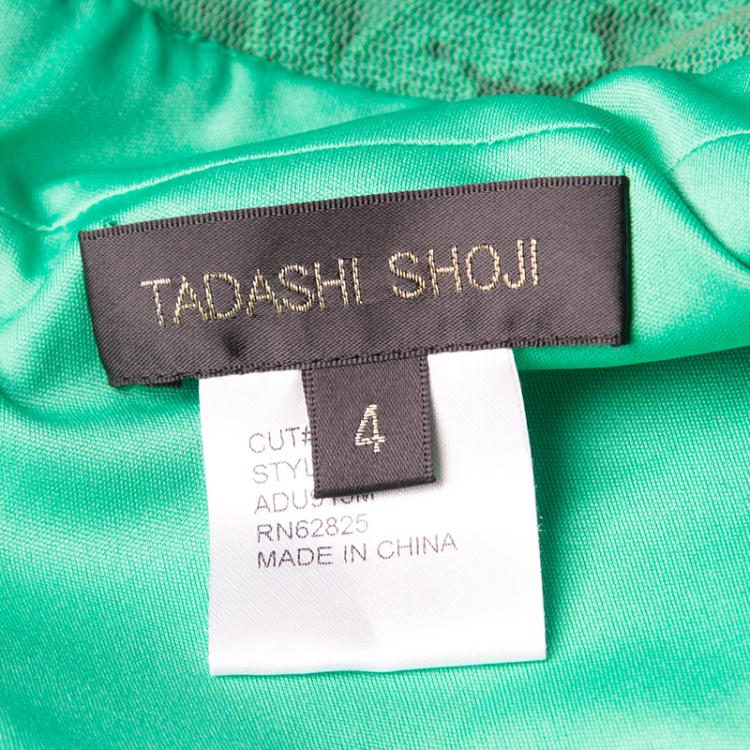 TADASHI SHOJI
4
CUT#
STYL
RN62825
MADE IN CHINA